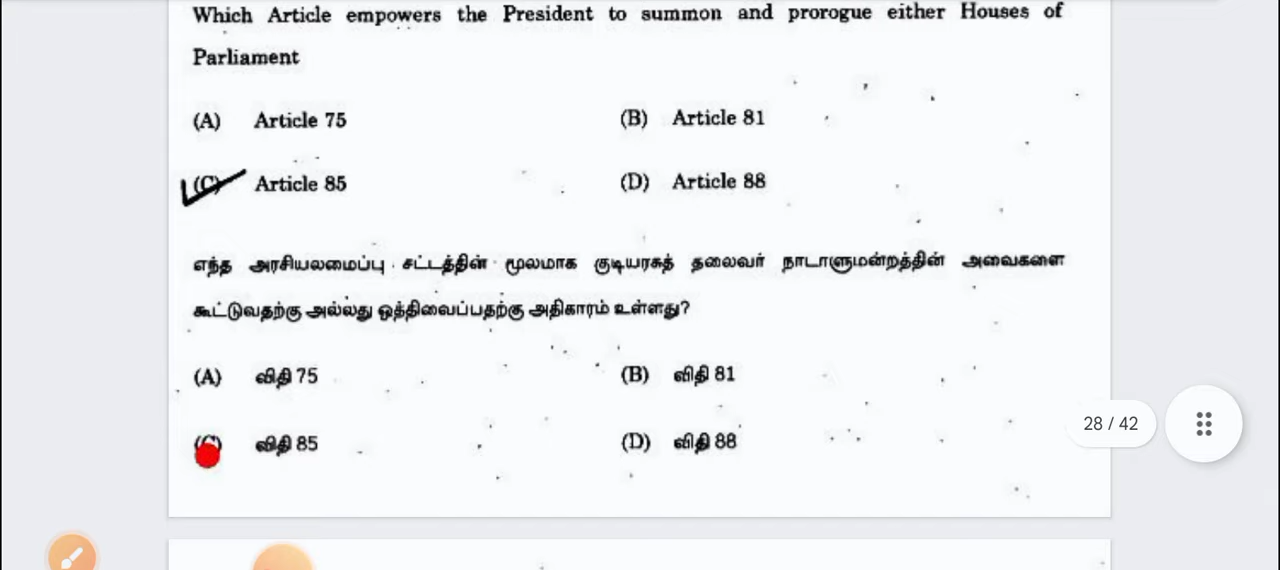 Which Article empowers the President to summon and prorogue either Houses of
Parliament
(A) Article 75 (B) Article 81
(C) Article 85 (D) Article 88
எந்த அரசியலமைப்பு சட்டத்தின் மூலமாக குடியரசுத் தலைவர் நாடாளுமன்றத்தின் அவைகளை
கூட்டுவதற்கு அல்லது ஒத்திவைப்பதற்கு அதிகாரம் உள்ளது?
(A) விதி 75 (B) விதி 81
(C) விதி 85 (D) விதி 88
28 / 42